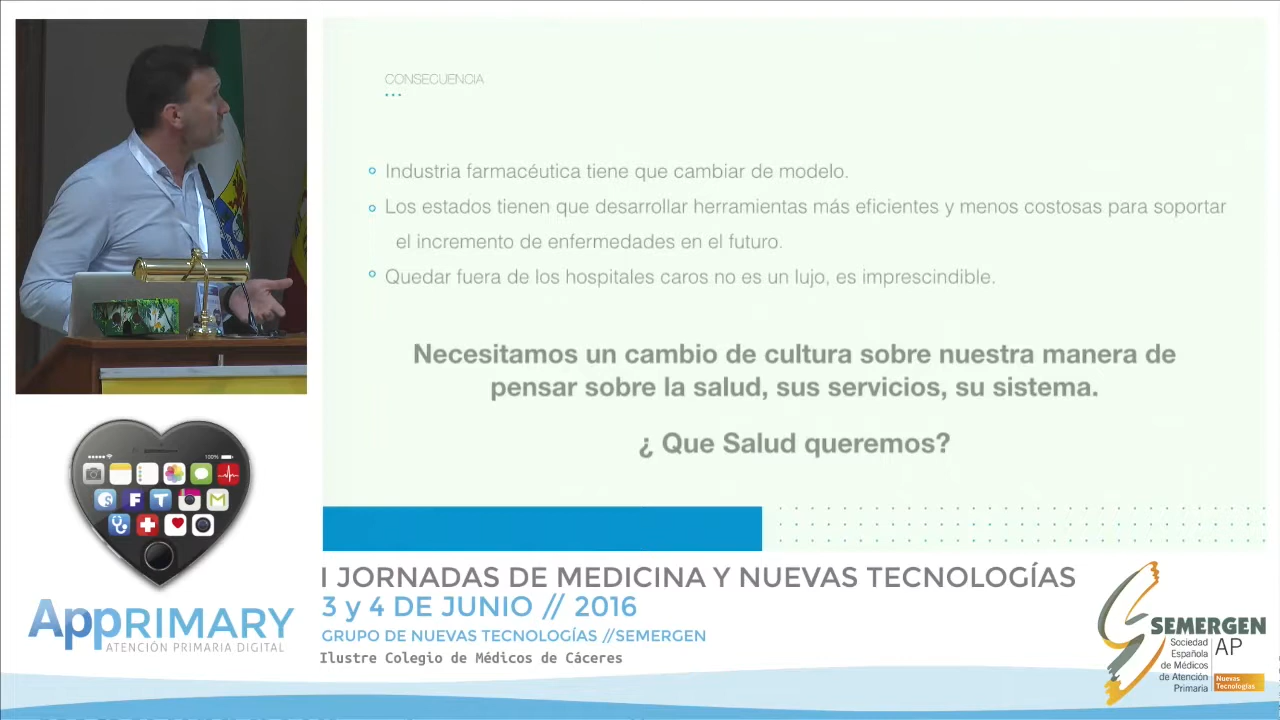 CONSECUENCIA
Industria farmacéutica tiene que cambiar de modelo.
Los estados tienen que desarrollar herramientas más eficientes y menos costosas para soportar
el incremento de enfermedades en el futuro.
Quedar fuera de los hospitales caros no es un lujo, es imprescindible.
Necesitamos un cambio de cultura sobre nuestra manera de
pensar sobre la salud, sus servicios, su sistema.
¿ Que Salud queremos?
100%
F T M
AppRIMARY
ATENCIÓN PRIMARIA DIGITAL
I JORNADAS DE MEDICINA Y NUEVAS TECNOLOGÍAS
3 y 4 DE JUNIO // 2016
GRUPO DE NUEVAS TECNOLOGÍAS //SEMERGEN
Ilustre Colegio de Médicos de Cáceres
SEMERGEN
Sociedad
Española
de Médicos
de Atención
Primaria
AP
Nuevas
Tecnologías